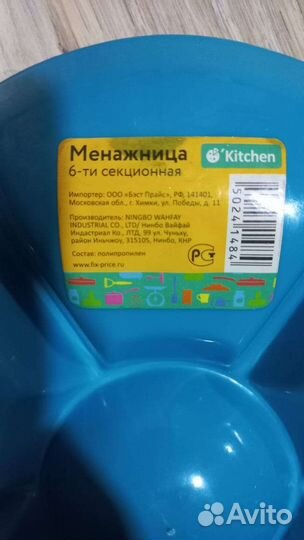 Менажница
6-ти секционная
'Kitchen
Импортер: ООО «Бэст Прайс», РФ, 141401,
Московская обл., г. Химки, ул. Победы, д. 11
Производитель: NINGBO WAHFAY
INDUSTRIAL CO., LTD/ Нинбо Вайфай
Индастриал Ко., ЛТД, 99 ул. Чуньху,
район Иньчжоу, 315105, Нинбо, КНР
Состав: полипропилен
www.fix-price.ru
50241484
Avito